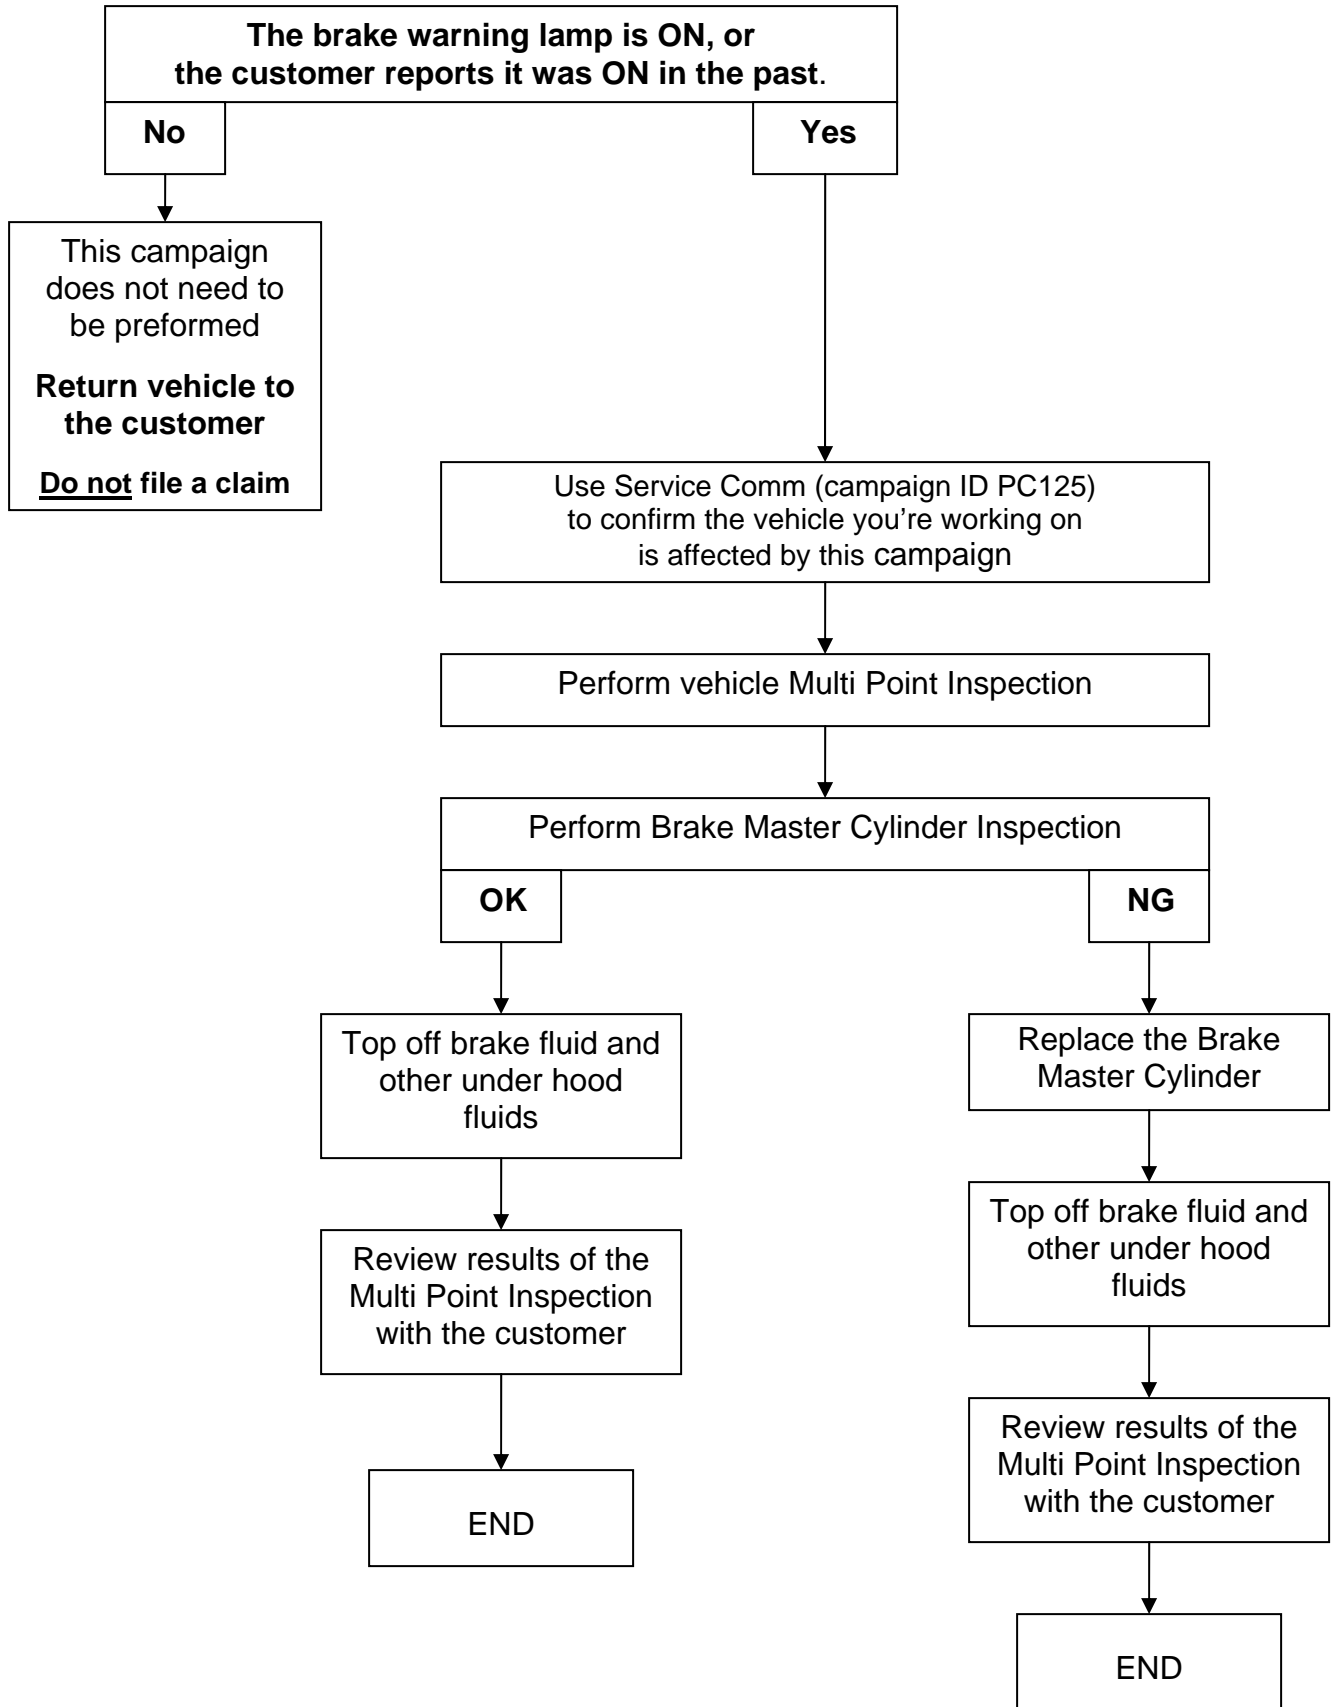 The brake warning lamp is ON, or
the customer reports it was ON in the past.
No
Yes
This campaign
does not need to
be preformed
Return vehicle to
the customer
Do not file a claim
Use Service Comm (campaign ID PC125)
to confirm the vehicle you’re working on
is affected by this campaign
Perform vehicle Multi Point Inspection
Perform Brake Master Cylinder Inspection
OK
NG
Top off brake fluid and
other under hood
fluids
Review results of the
Multi Point Inspection
with the customer
END
Replace the Brake
Master Cylinder
Top off brake fluid and
other under hood
fluids
Review results of the
Multi Point Inspection
with the customer
END